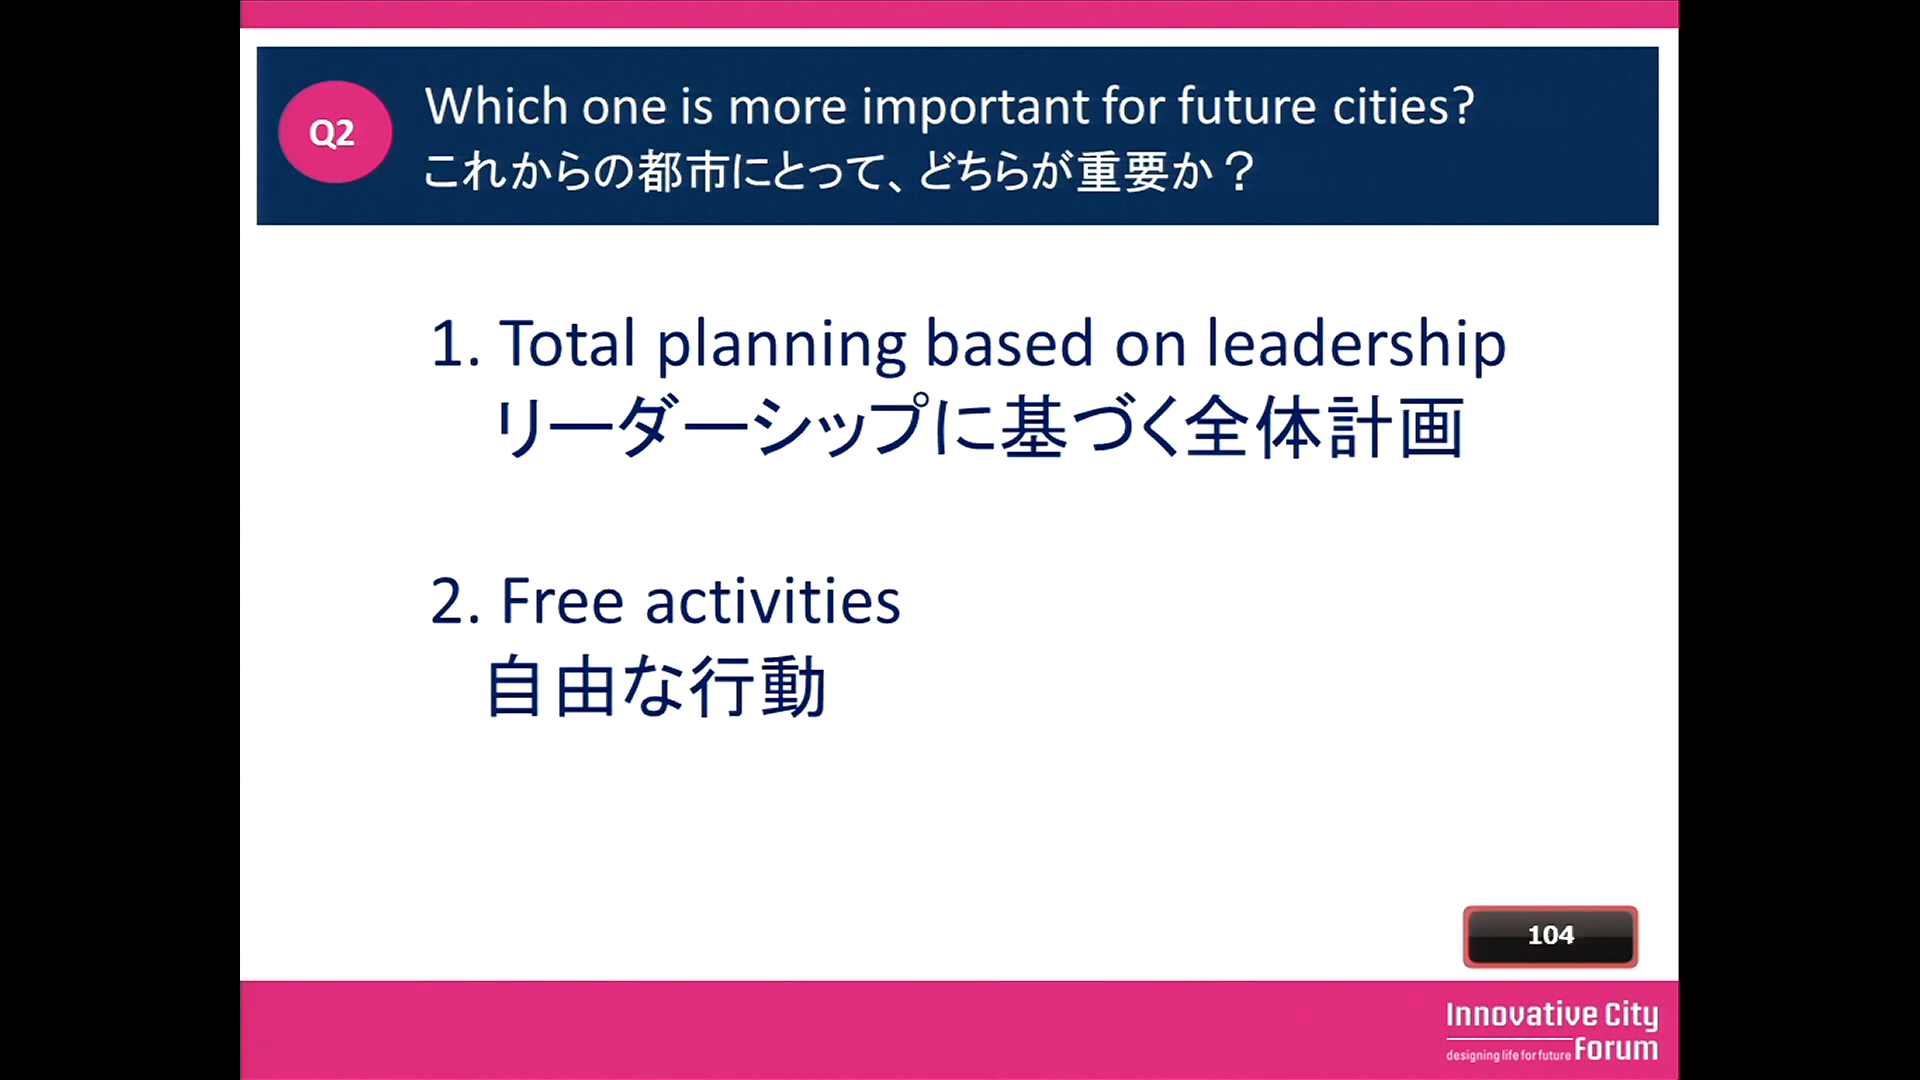 Q2
Which one is more important for future cities?
これからの都市にとって、どちらが重要か？
1. Total planning based on leadership
リーダーシップに基づく全体計画
2. Free activities
自由な行動
104
Innovative City
designing life for future Forum